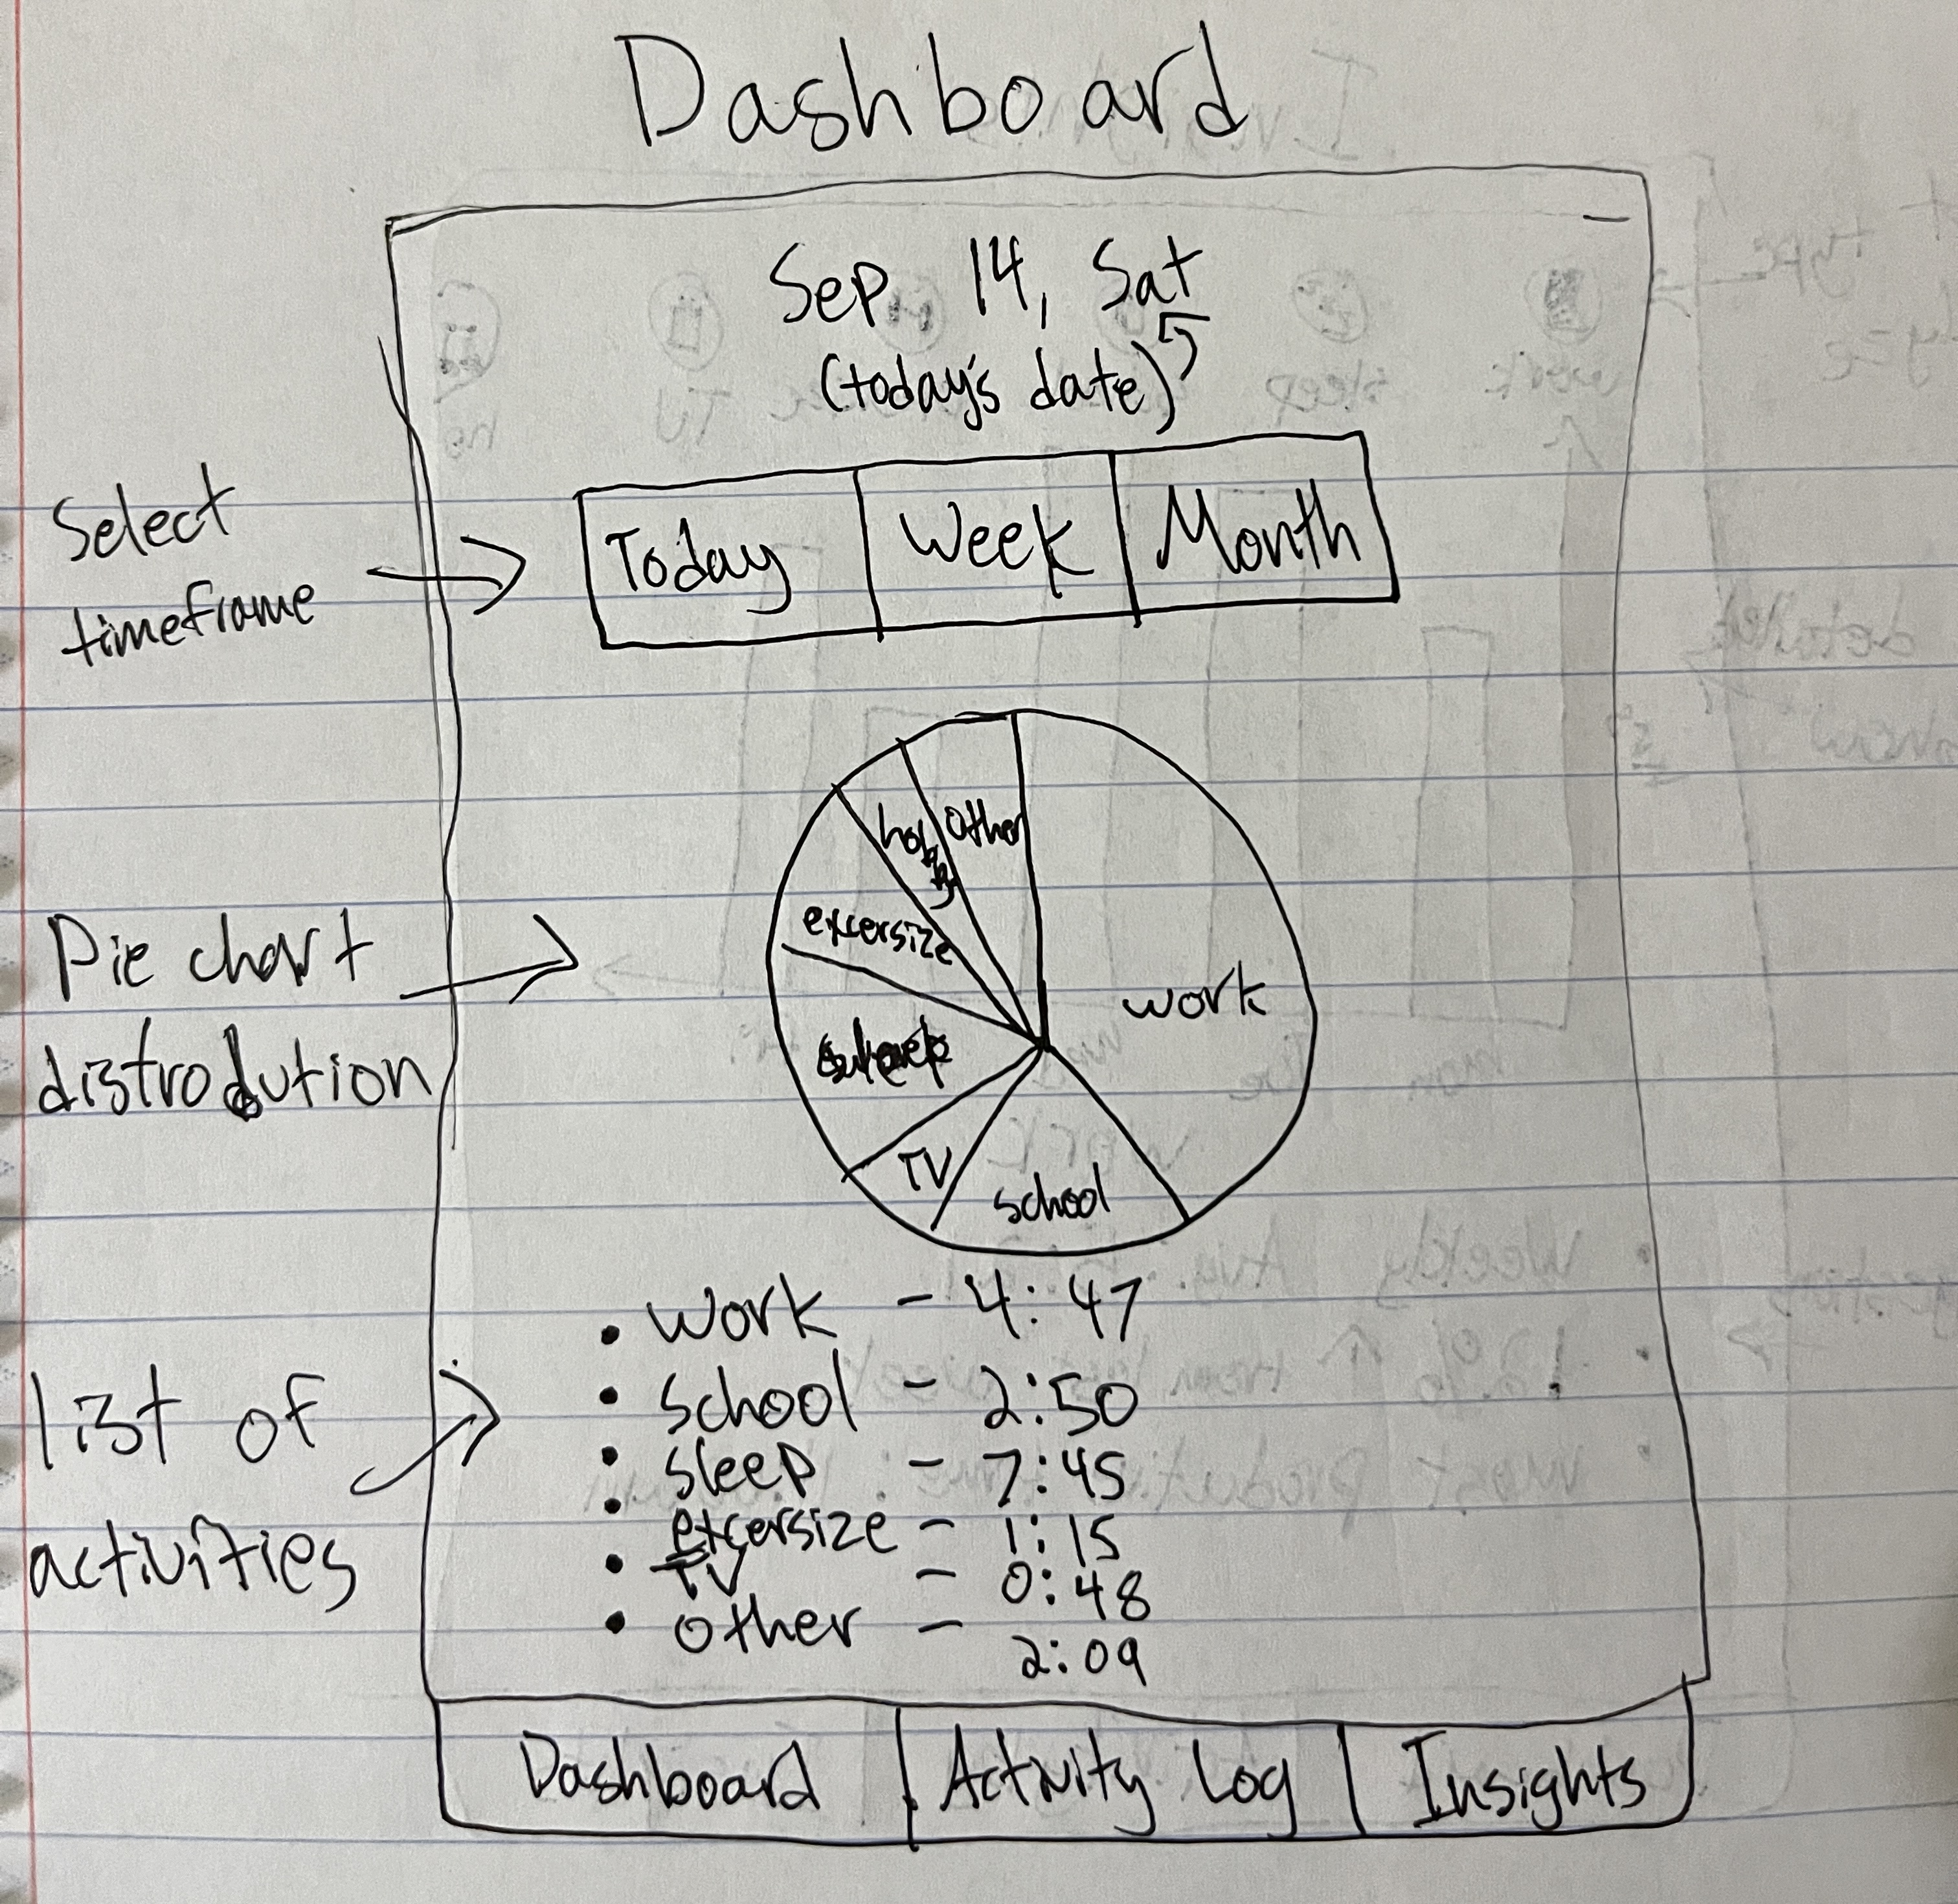 Dashboard
Sep 14, Sat
(today's date)
Select
timeframe
Today Week Month
Pie chart
distrobution
hobby
other
excersize
work
sleep
TV
school
• work - 4:47
• school - 2:50
• sleep - 7:45
• excersize - 1:15
• TV - 0:48
• other - 2:09
list of
activities
Dashboard Activity Log Insights